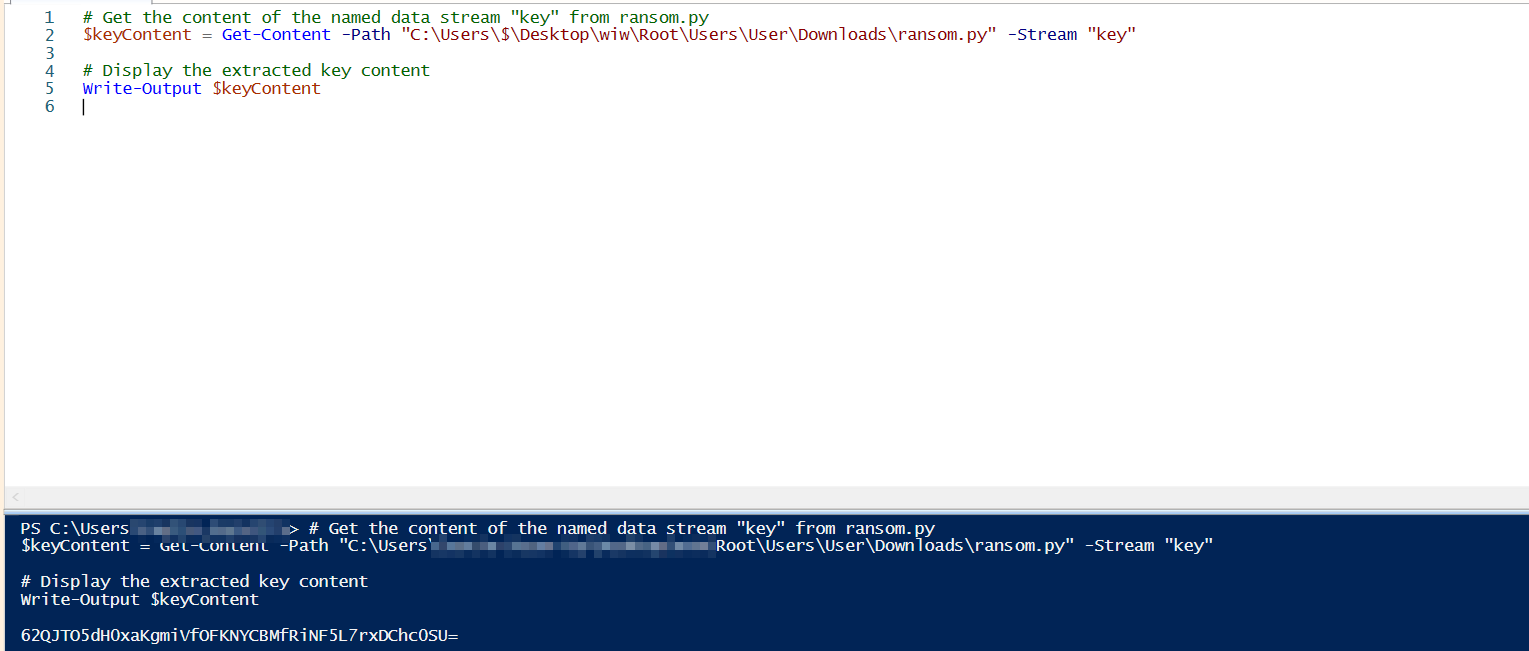 1 # Get the content of the named data stream "key" from ransom.py
2 $keyContent = Get-Content -Path "C:\Users\$\Desktop\wiw\Root\Users\User\Downloads\ransom.py" -Stream "key"
3
4 # Display the extracted key content
5 Write-Output $keyContent
6
PS C:\Users > # Get the content of the named data stream "key" from ransom.py
$keyContent = Get-Content -Path "C:\Users\ Root\Users\User\Downloads\ransom.py" -Stream "key"
# Display the extracted key content
Write-Output $keyContent
62QJTO5dH0xaKgmiVfOFKNYCBMfRiNF5L7rxDChcOSU=